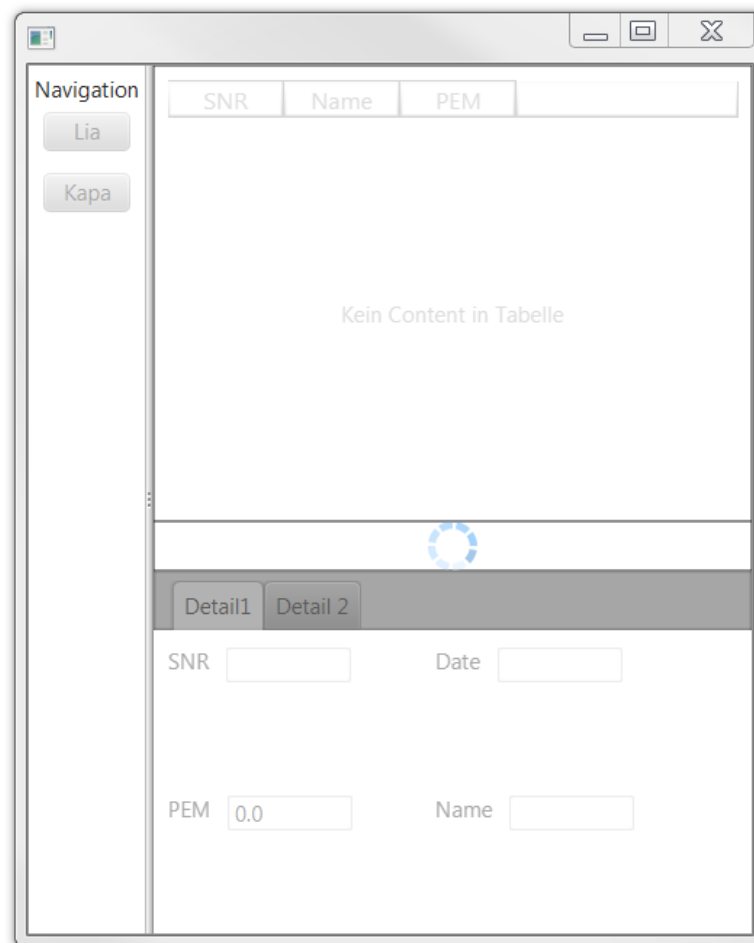 Navigation
Lia
Kapa
SNR Name PEM
Kein Content in Tabelle
Detail1 Detail 2
SNR Date
PEM 0.0 Name